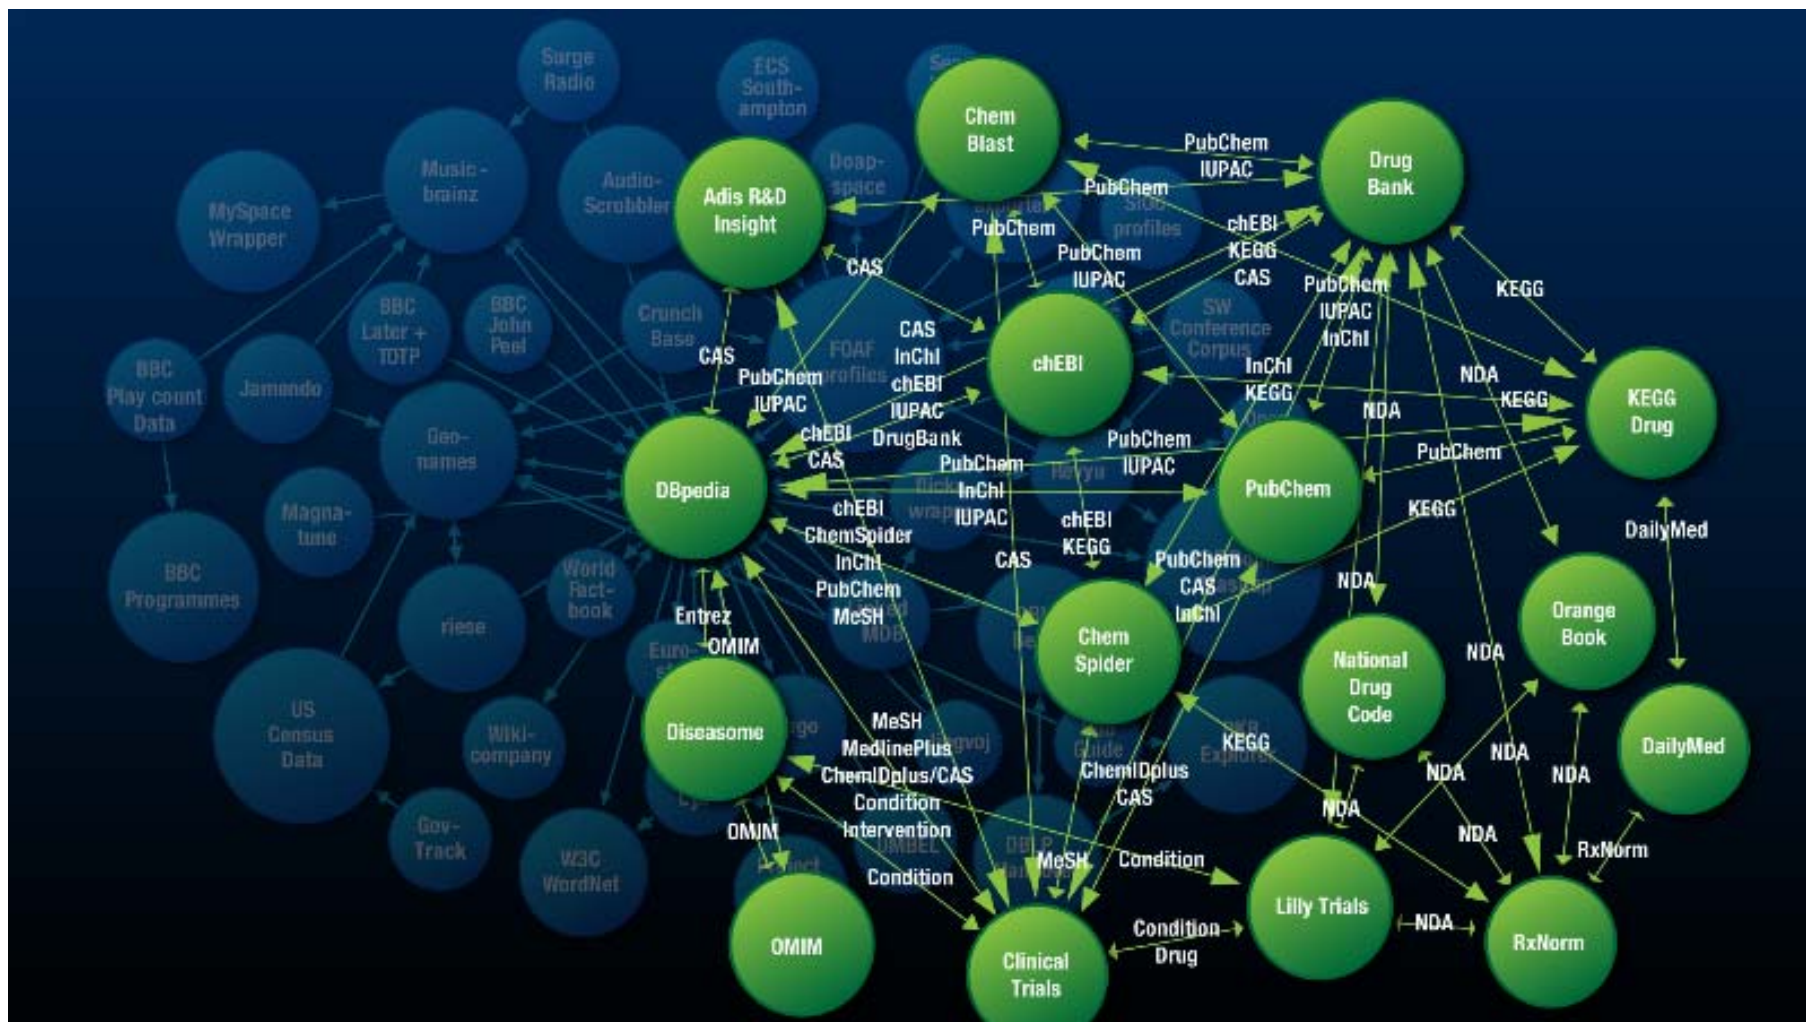 Surge
Radio
ECS
South-
ampton
Chem
Blast
Drug
Bank
PubChem
IUPAC
Music-
brainz
Audio-
Scrobbler
Adis R&D
Insight
Doap-
space
MySpace
Wrapper
PubChem
profiles
PubChem
chEBI
KEGG
CAS
PubChem
IUPAC
CAS
PubChem
IUPAC
InChI
KEGG
BBC
Later +
TOTP
BBC
John
Peel
Crunch
Base
FOAF
profiles
SW
Conference
Corpus
chEBI
CAS
InChI
chEBI
IUPAC
DrugBank
CAS
PubChem
IUPAC
InChI
KEGG
NDA
NDA
KEGG
KEGG
Drug
BBC
Play count
Data
Jamendo
Geo-
names
chEBI
CAS
PubChem
IUPAC
PubChem
InChI
IUPAC
PubChem
KEGG
DBpedia
PubChem
Magna-
tune
chEBI
ChemSpider
InChI
PubChem
MeSH
chEBI
KEGG
CAS
PubChem
CAS
InChI
DailyMed
BBC
Programmes
World
Fact-
book
riese
Entrez
OMIM
MDB
NDA
Orange
Book
Chem
Spider
National
Drug
Code
NDA
Euro-
US
Census
Data
Wiki-
company
Diseasome
MeSH
MedlinePlus
ChemIDplus/CAS
Condition
Intervention
Guide
Explorer
KEGG
ChemIDplus
CAS
NDA
NDA
NDA
DailyMed
Gov-
Track
W3C
WordNet
OMIM
Condition
MeSH
Condition
NDA
NDA
RxNorm
OMIM
Clinical
Trials
Condition
Drug
Lilly Trials
NDA
RxNorm